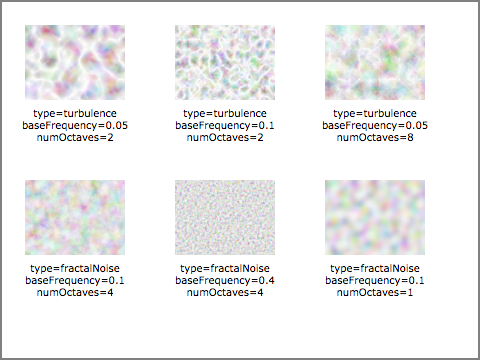 type=turbulence
baseFrequency=0.05
numOctaves=2
type=turbulence
baseFrequency=0.1
numOctaves=2
type=turbulence
baseFrequency=0.05
numOctaves=8
type=fractalNoise
baseFrequency=0.1
numOctaves=4
type=fractalNoise
baseFrequency=0.4
numOctaves=4
type=fractalNoise
baseFrequency=0.1
numOctaves=1